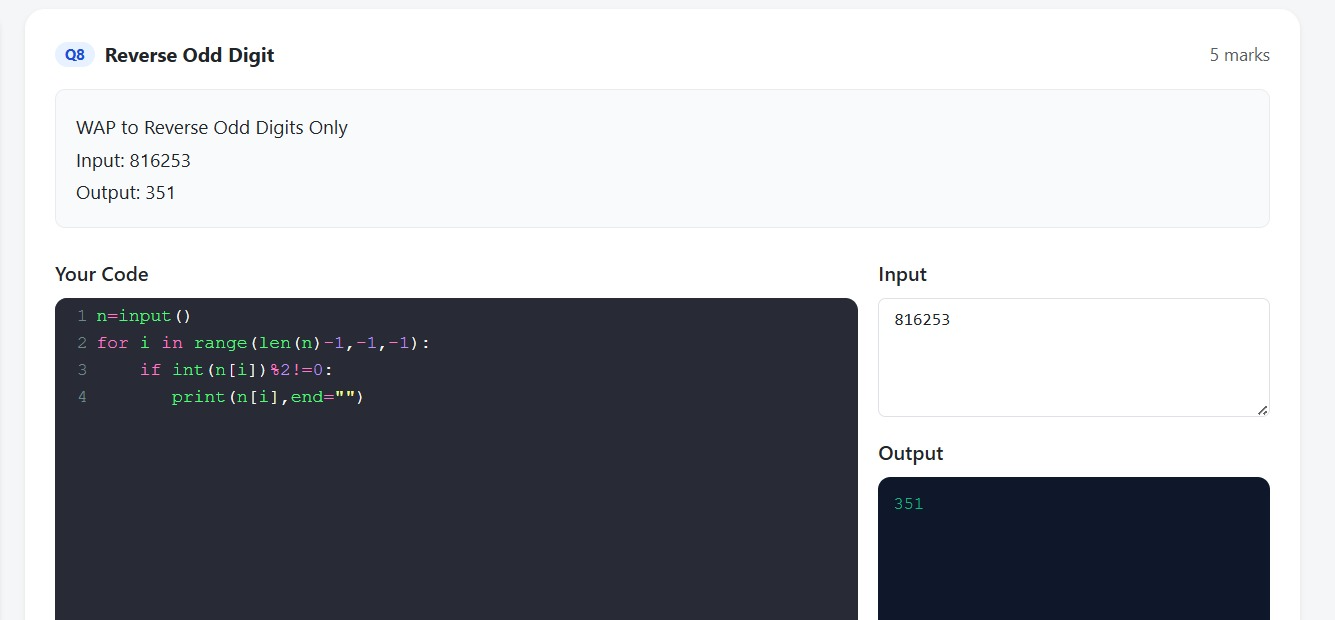 Q8 Reverse Odd Digit 5 marks
WAP to Reverse Odd Digits Only
Input: 816253
Output: 351
Your Code
1 n=input()
2 for i in range(len(n)-1,-1,-1):
3     if int(n[i])%2!=0:
4        print(n[i],end="")
Input
816253
Output
351